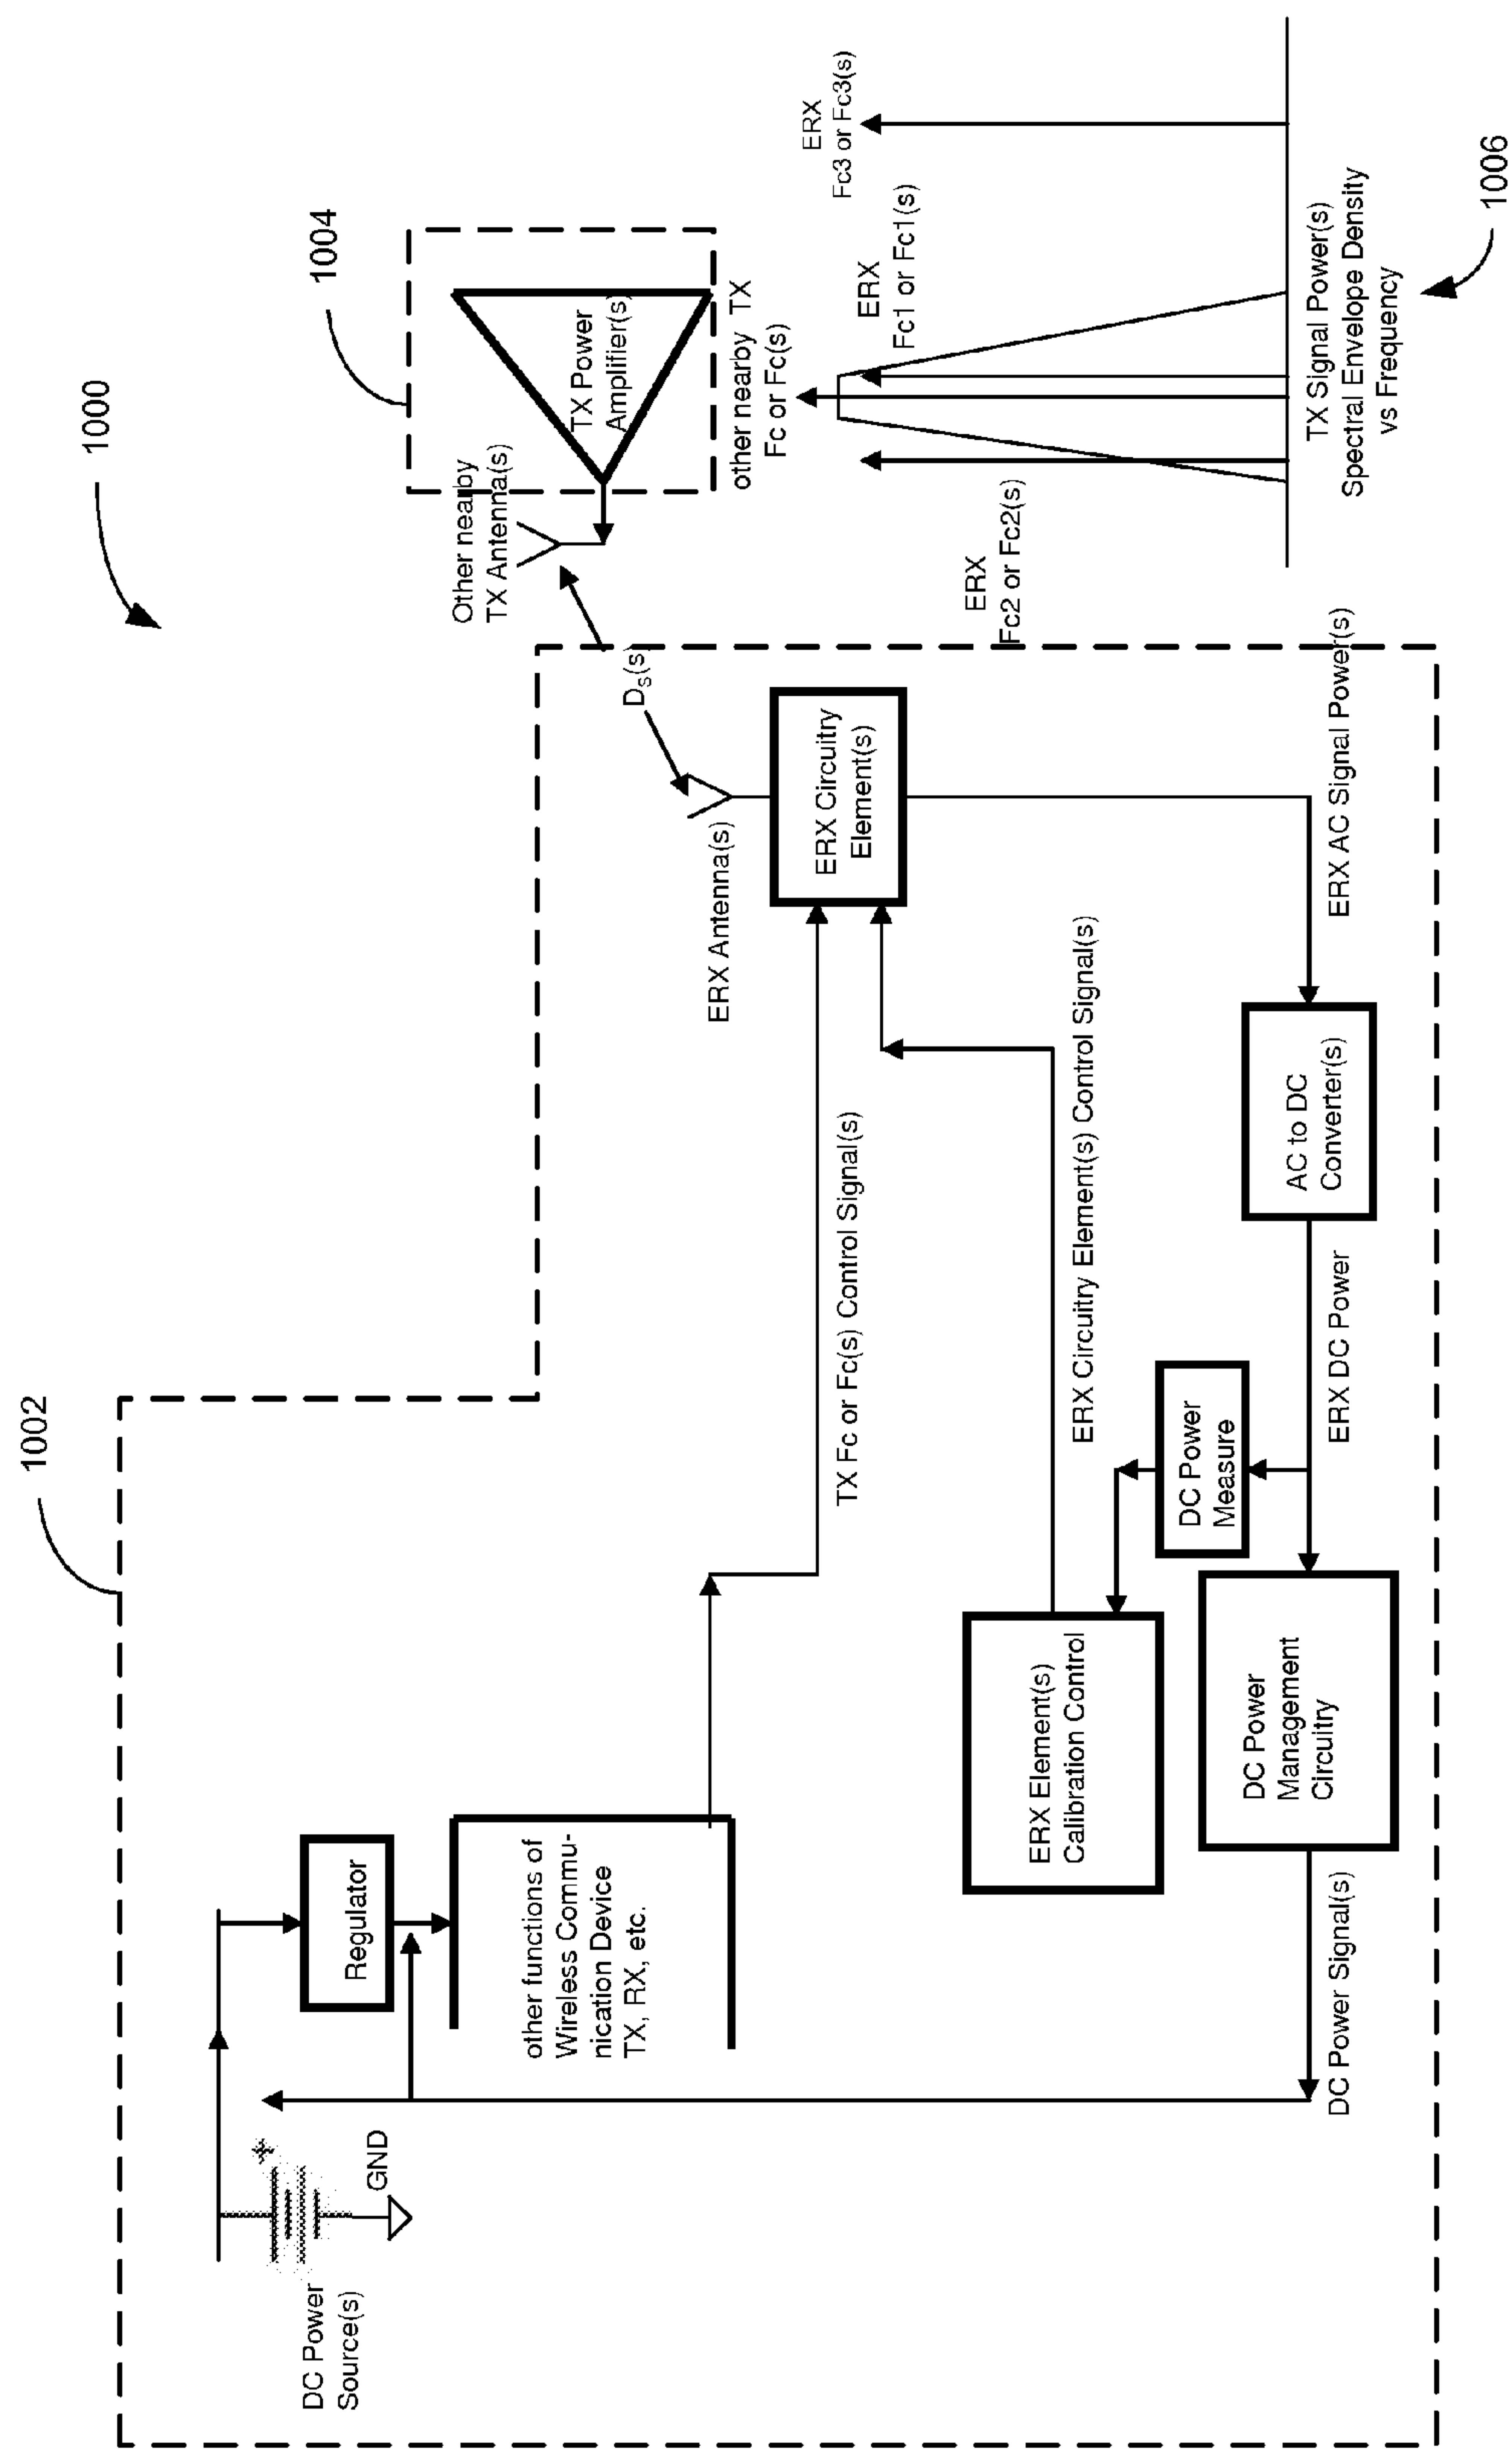 1000
1002
DC Power
Source(s)
GND
Regulator
other functions of
Wireless Commu-
nication Device
TX, RX, etc.
TX Fc or Fc(s) Control Signal(s)
ERX Antenna(s)
Ds(s)
ERX Circuitry
Element(s)
ERX Element(s)
Calibration Control
ERX Circuitry Element(s) Control Signal(s)
DC Power
Measure
DC Power
Management
Circuitry
DC Power Signal(s)
ERX DC Power
AC to DC
Converter(s)
ERX AC Signal Power(s)
1004
Other nearby
TX Antenna(s)
TX Power
Amplifier(s)
other nearby TX
Fc or Fc(s)
ERX
Fc2 or Fc2(s)
ERX
Fc1 or Fc1(s)
ERX
Fc3 or Fc3(s)
TX Signal Power(s)
Spectral Envelope Density
vs Frequency
1006